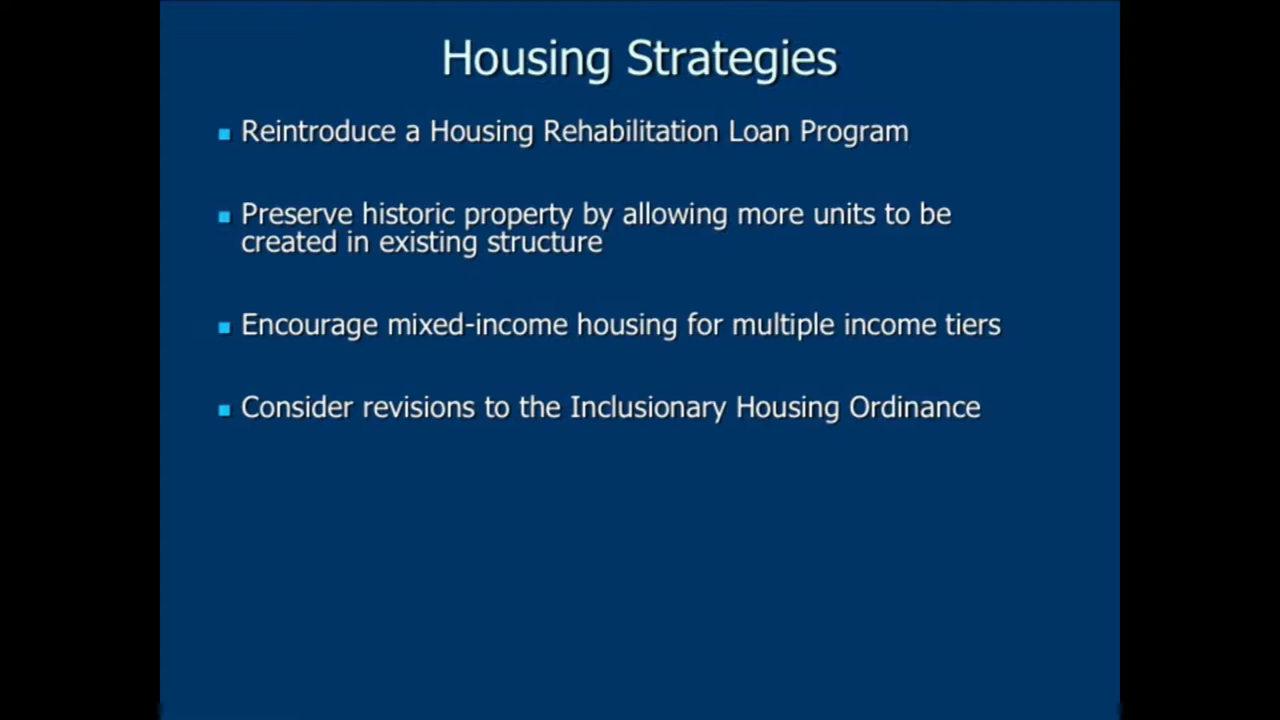 Housing Strategies
Reintroduce a Housing Rehabilitation Loan Program
Preserve historic property by allowing more units to be
created in existing structure
Encourage mixed-income housing for multiple income tiers
Consider revisions to the Inclusionary Housing Ordinance